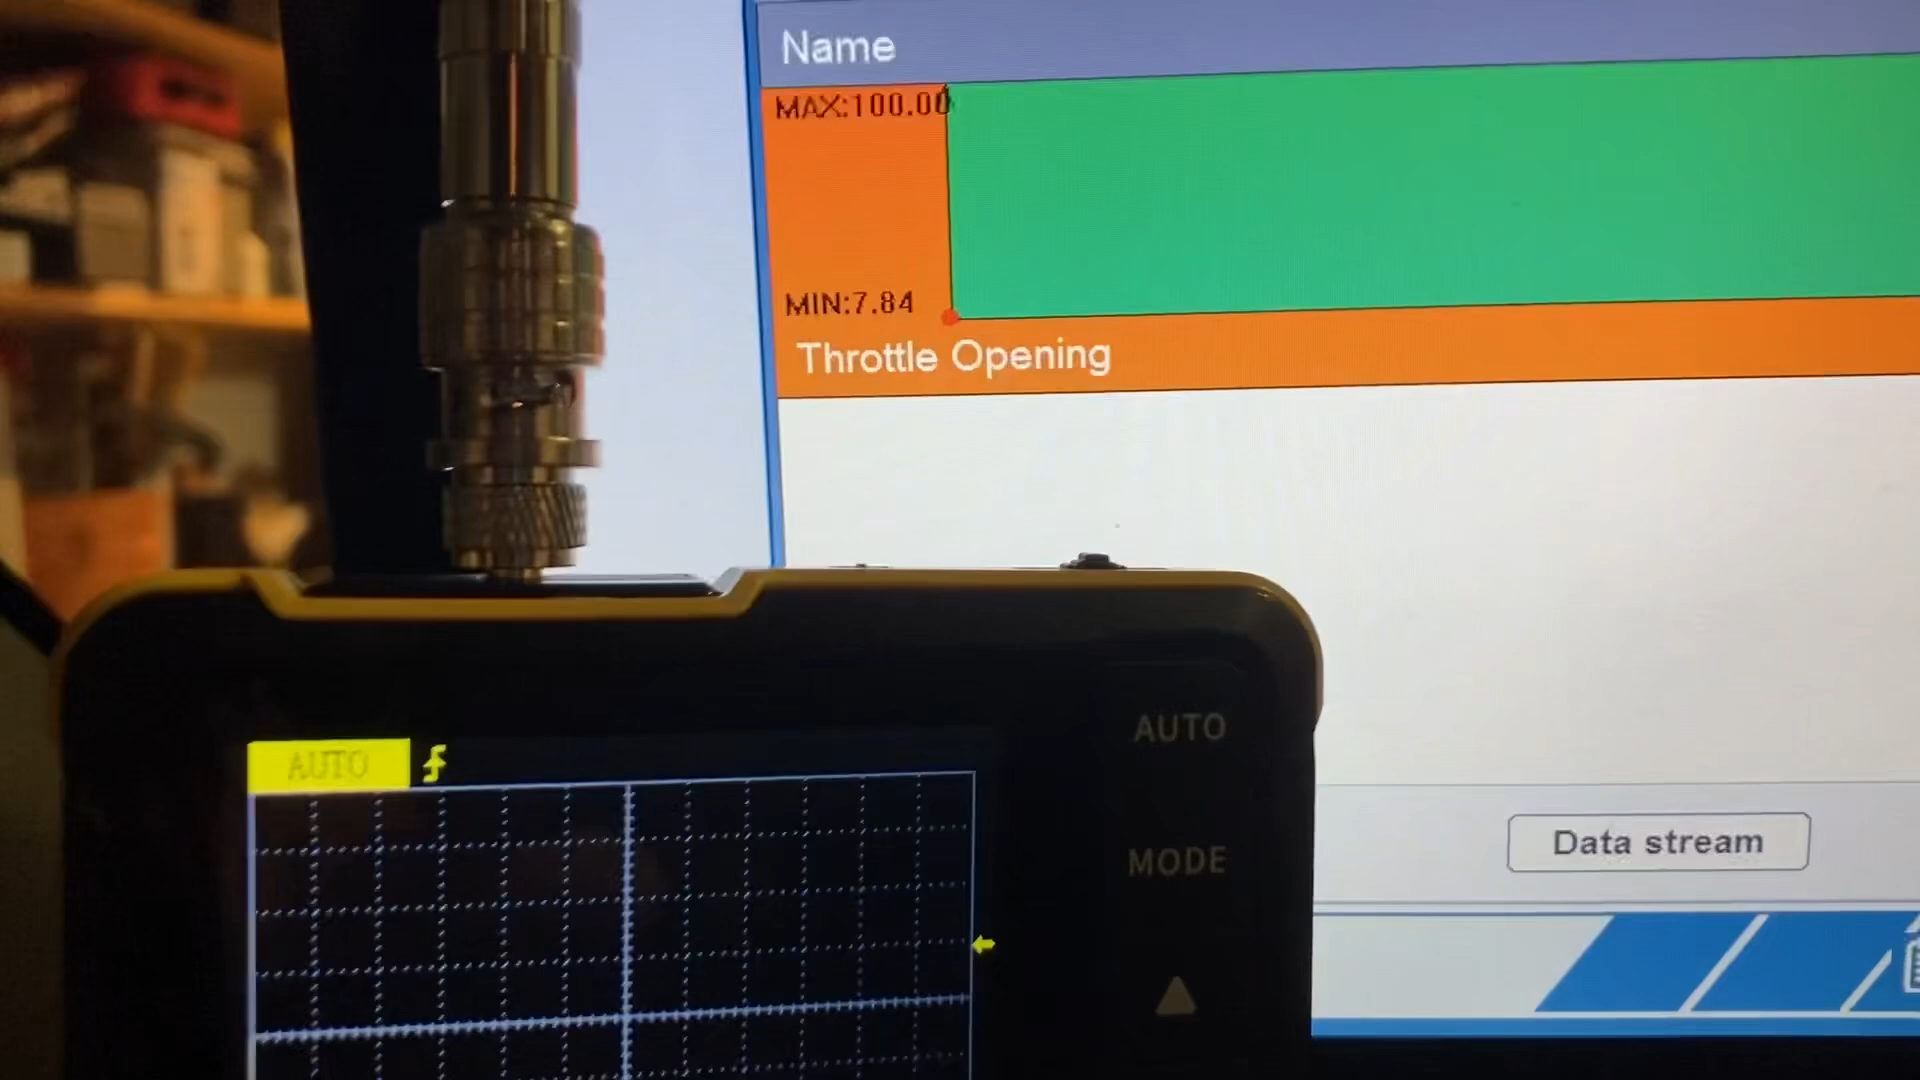 Name
MAX:100.00
MIN:7.84
Throttle Opening
AUTO
AUTO
MODE
Data stream